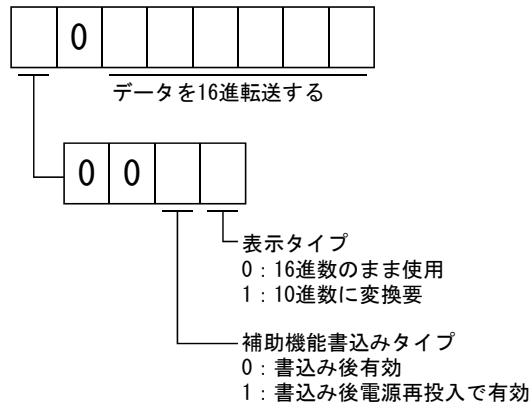 0
データを16進転送する
0 0
表示タイプ
0：16進数のまま使用
1：10進数に変換要
補助機能書込みタイプ
0：書込み後有効
1：書込み後電源再投入で有効